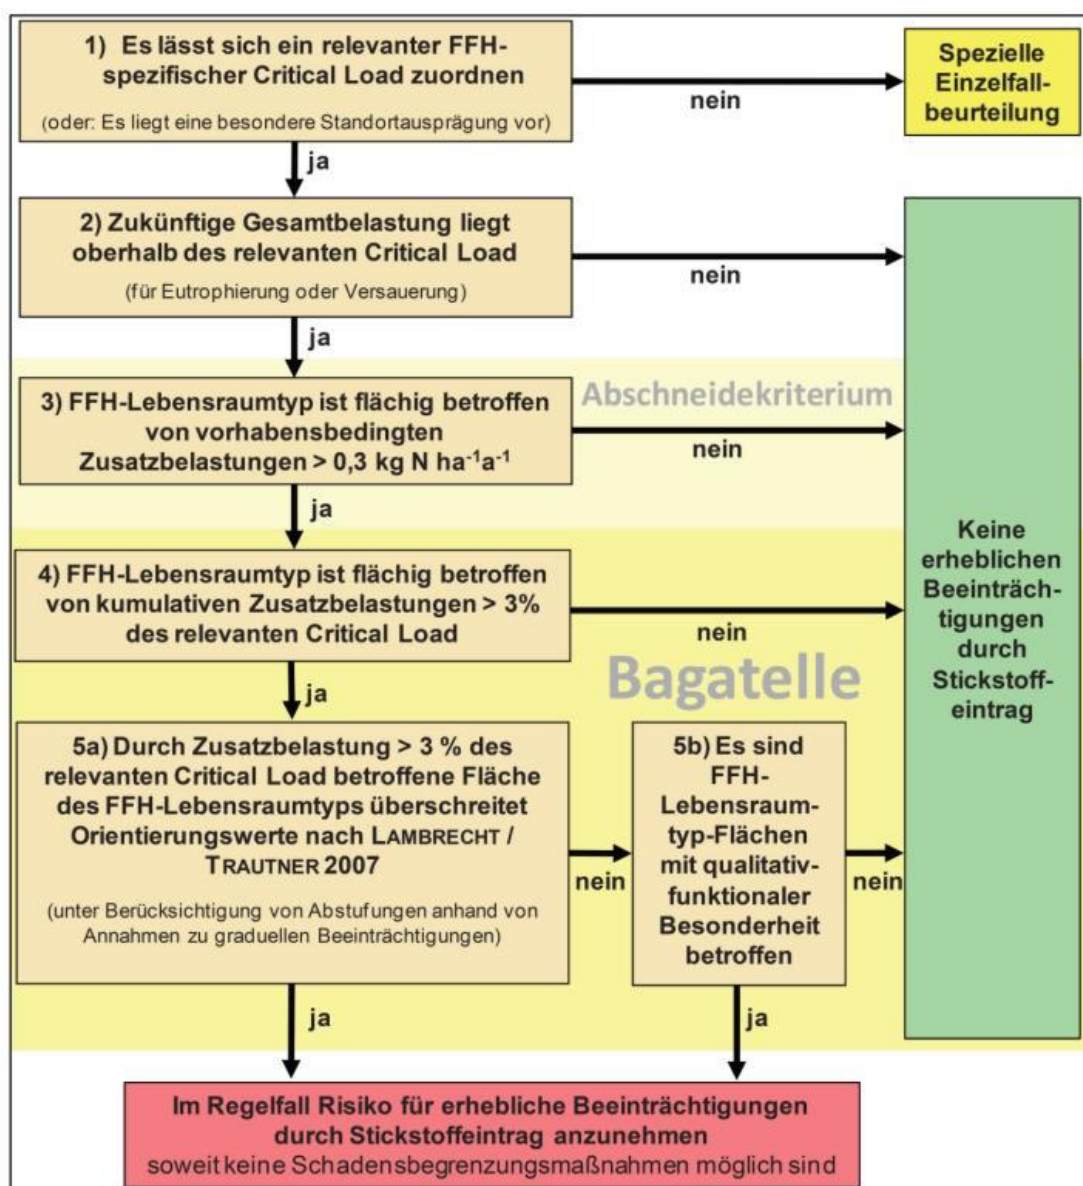 1) Es lässt sich ein relevanter FFH-
spezifischer Critical Load zuordnen
(oder: Es liegt eine besondere Standortausprägung vor)
nein
Spezielle
Einzelfall-
beurteilung
ja
2) Zukünftige Gesamtbelastung liegt
oberhalb des relevanten Critical Load
(für Eutrophierung oder Versauerung)
nein
ja
3) FFH-Lebensraumtyp ist flächig betroffen
von vorhabensbedingten
Zusatzbelastungen > 0,3 kg N ha⁻¹a⁻¹
Abschneidekriterium
nein
ja
4) FFH-Lebensraumtyp ist flächig betroffen
von kumulativen Zusatzbelastungen > 3%
des relevanten Critical Load
nein
Bagatelle
ja
5a) Durch Zusatzbelastung > 3 % des
relevanten Critical Load betroffene Fläche
des FFH-Lebensraumtyps überschreitet
Orientierungswerte nach LAMBRECHT /
TRAUTNER 2007
(unter Berücksichtigung von Abstufungen anhand von
Annahmen zu graduellen Beeinträchtigungen)
nein
5b) Es sind
FFH-
Lebensraum-
typ-Flächen
mit qualitativ-
funktionaler
Besonderheit
betroffen
nein
Keine
erheblichen
Beeinträch-
tigungen
durch
Stickstoff-
eintrag
ja
ja
Im Regelfall Risiko für erhebliche Beeinträchtigungen
durch Stickstoffeintrag anzunehmen
soweit keine Schadensbegrenzungsmaßnahmen möglich sind